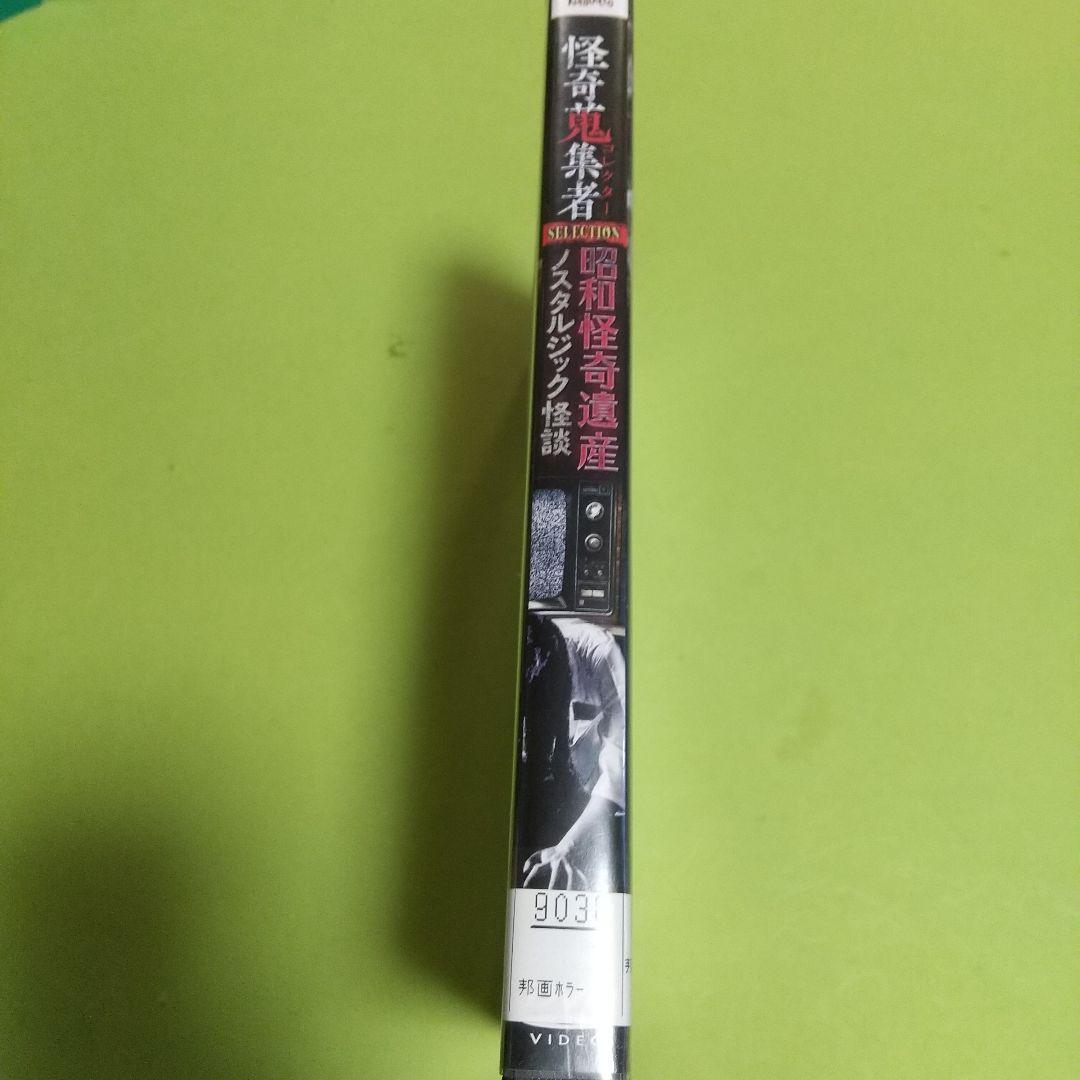 怪奇蒐集者
コレクター
SELECTION
昭和怪奇遺産
ノスタルジック怪談
903
邦画ホラー
VIDEO